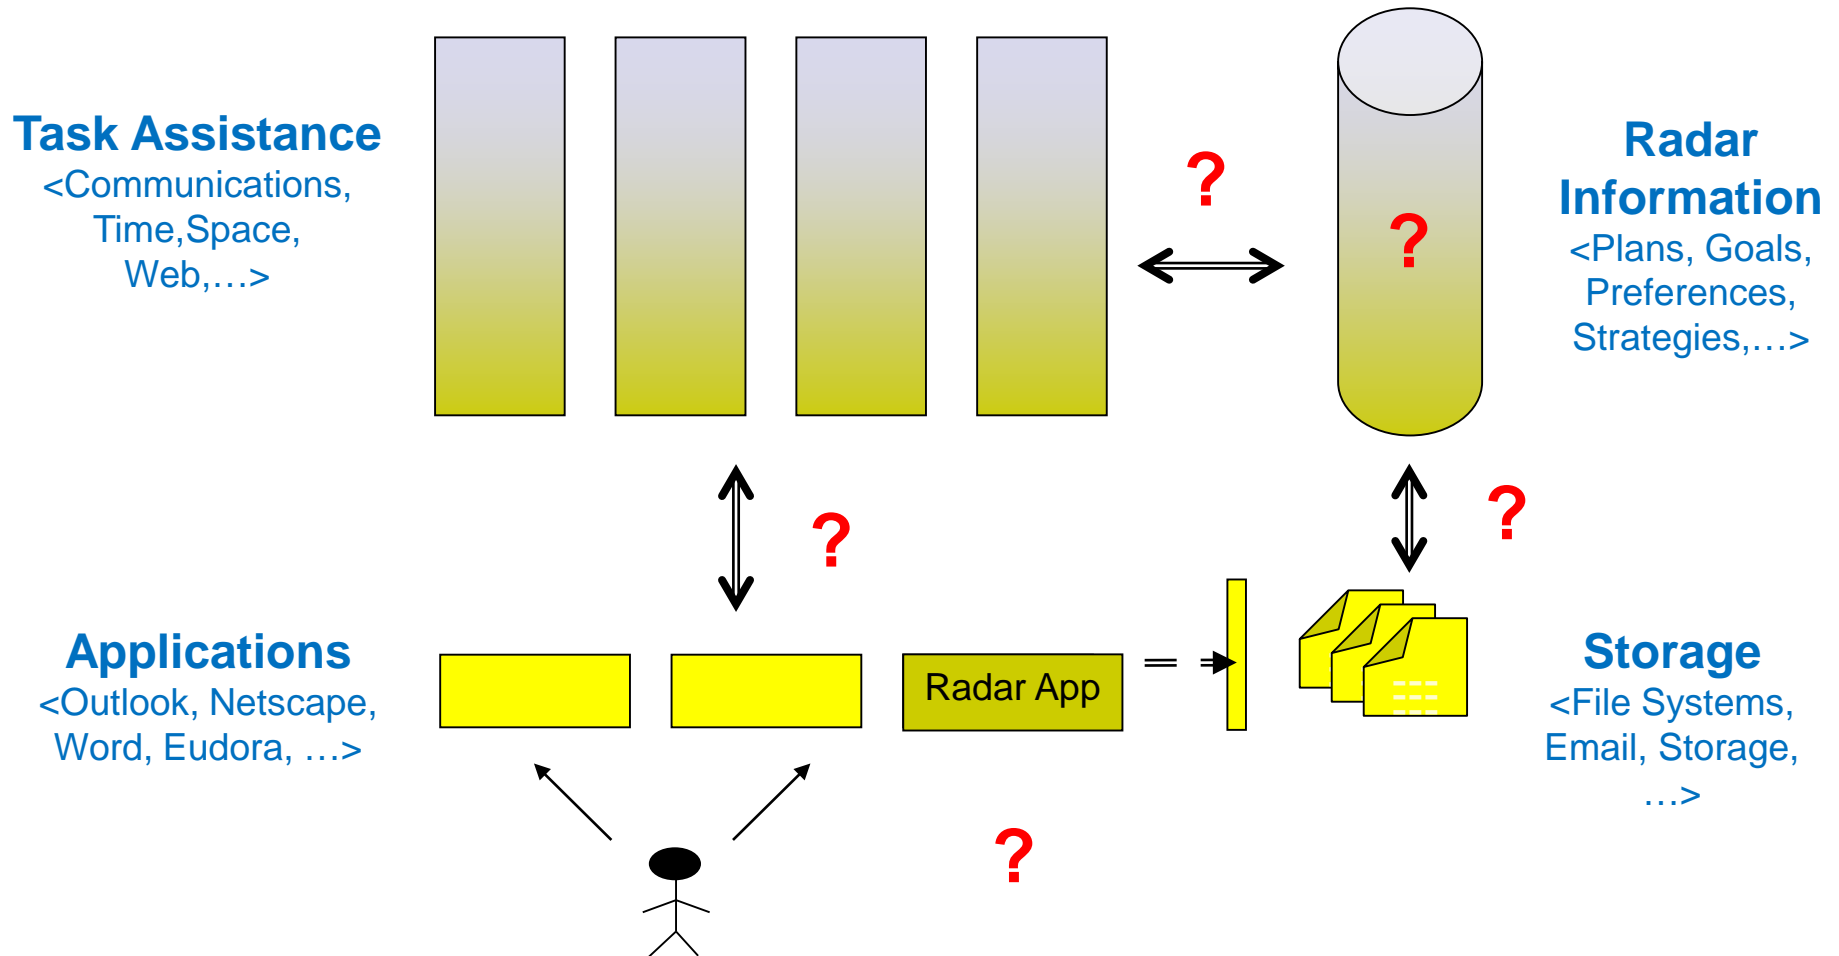 Task Assistance
<Communications,
Time,Space,
Web,…>
?
?
Radar
Information
<Plans, Goals,
Preferences,
Strategies,…>
?
?
Applications
<Outlook, Netscape,
Word, Eudora, …>
Radar App
Storage
<File Systems,
Email, Storage,
…>
?